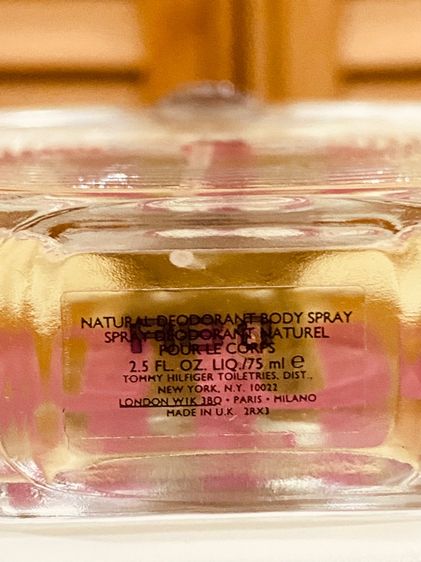 NATURAL DEODORANT BODY SPRAY
SPRAY DEODORANT NATUREL
POUR LE CORPS
2.5 FL. OZ. LIQ./75 ml ℮
TOMMY HILFIGER TOILETRIES, DIST.,
NEW YORK, N.Y. 10022
LONDON W1K 3BQ • PARIS • MILANO
MADE IN U.K. 2RX3